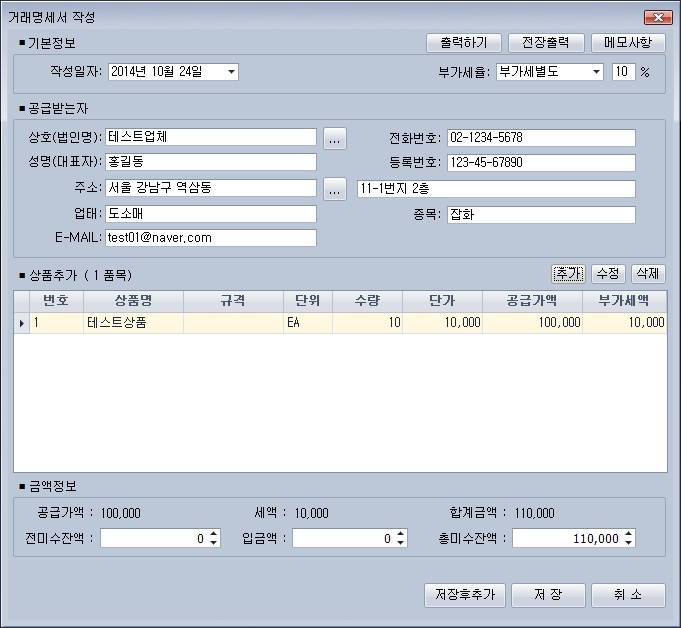 거래명세서 작성
■ 기본정보 출력하기 전장출력 메모사항
작성일자: 2014년 10월 24일 부가세율: 부가세별도 10 %
■ 공급받는자
상호(법인명): 테스트업체 ... 전화번호: 02-1234-5678
성명(대표자): 홍길동 등록번호: 123-45-67890
주소: 서울 강남구 역삼동 ... 11-1번지 2층
업태: 도소매 종목: 잡화
E-MAIL: test01@naver.com
■ 상품추가 ( 1 품목) 추가 수정 삭제
번호 상품명 규격 단위 수량 단가 공급가액 부가세액
1 테스트상품 EA 10 10,000 100,000 10,000
■ 금액정보
공급가액 : 100,000 세액 : 10,000 합계금액 : 110,000
전미수잔액 : 0 입금액 : 0 총미수잔액 : 110,000
저장후추가 저 장 취 소